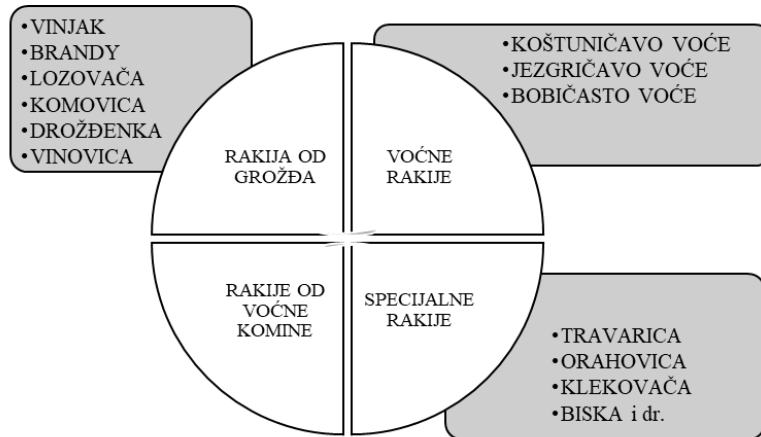 •VINJAK
•BRANDY
•LOZOVAČA
•KOMOVICA
•DROŽĐENKA
•VINOVICA
•KOŠTUNIČAVO VOĆE
•JEZGRIČAVO VOĆE
•BOBIČASTO VOĆE
RAKIJA OD
GROŽĐA
VOĆNE
RAKIJE
RAKIJE OD
VOĆNE
KOMINE
SPECIJALNE
RAKIJE
•TRAVARICA
•ORAHOVICA
•KLEKOVAČA
•BISKA i dr.